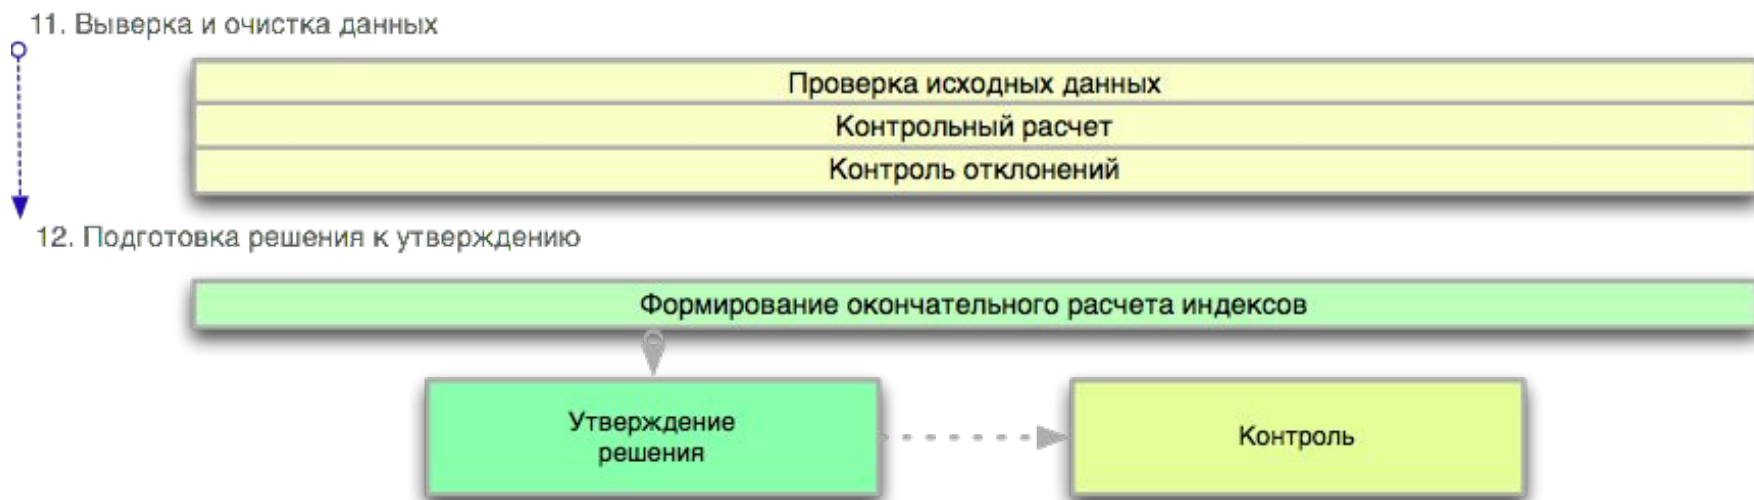 11. Выверка и очистка данных
Проверка исходных данных
Контрольный расчет
Контроль отклонений
12. Подготовка решения к утверждению
Формирование окончательного расчета индексов
Утверждение
решения
Контроль